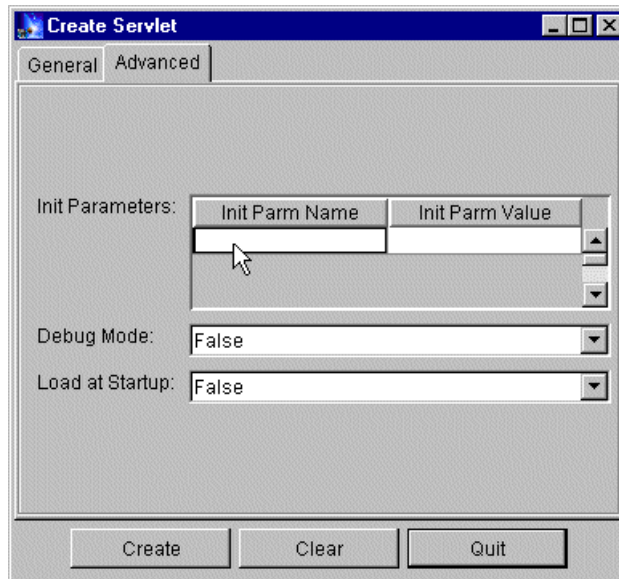 Create Servlet
General Advanced
Init Parameters: Init Parm Name Init Parm Value
Debug Mode: False
Load at Startup: False
Create Clear Quit